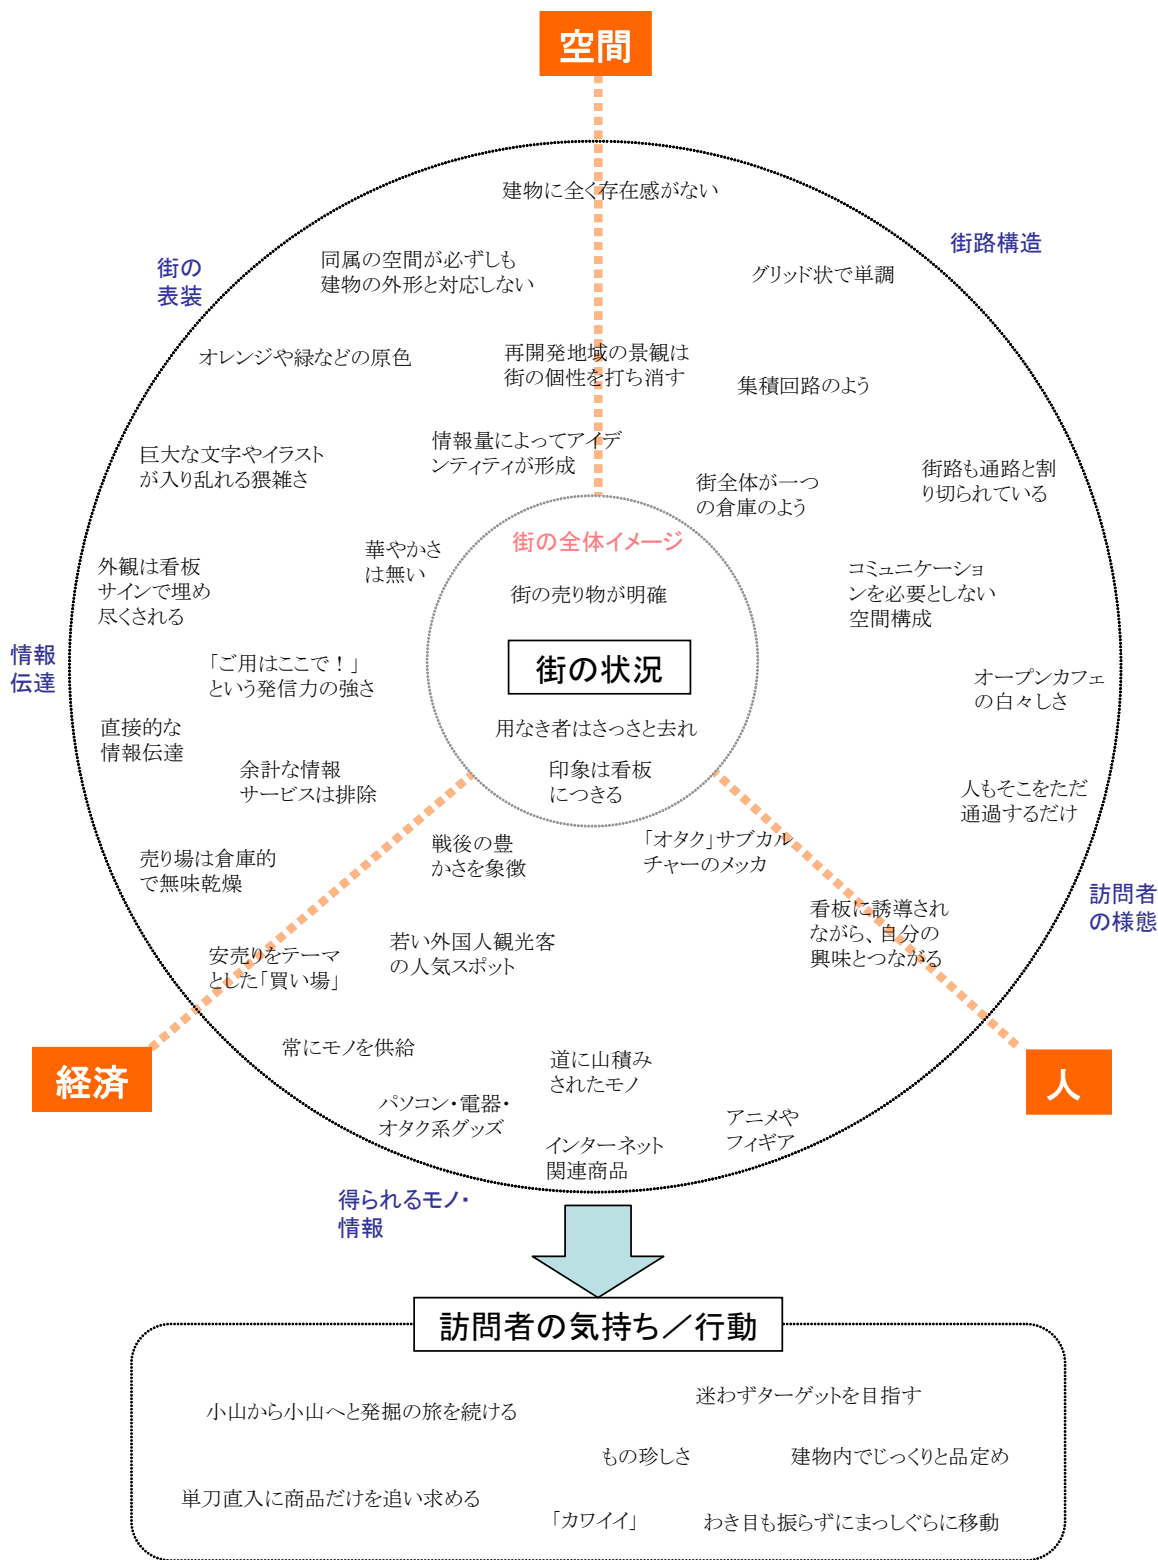 空間
建物に全く存在感がない
街路構造
街の
表装
同属の空間が必ずしも
建物の外形と対応しない
グリッド状で単調
オレンジや緑などの原色
再開発地域の景観は
街の個性を打ち消す
集積回路のよう
巨大な文字やイラスト
が入り乱れる猥雑さ
情報量によってアイデ
ンティティが形成
街全体が一つ
の倉庫のよう
街路も通路と割
り切られている
街の全体イメージ
華やかさ
は無い
外観は看板
サインで埋め
尽くされる
街の売り物が明確
コミュニケーショ
ンを必要としない
空間構成
情報
伝達
「ご用はここで！」
という発信力の強さ
街の状況
オープンカフェ
の白々しさ
直接的な
情報伝達
用なき者はさっさと去れ
余計な情報
サービスは排除
印象は看板
につきる
人もそこをただ
通過するだけ
売り場は倉庫的
で無味乾燥
戦後の豊
かさを象徴
「オタク」サブカル
チャーのメッカ
訪問者
の様態
看板に誘導され
ながら、自分の
興味とつながる
安売りをテーマ
とした「買い場」
若い外国人観光客
の人気スポット
経済
常にモノを供給
道に山積み
されたモノ
人
パソコン・電器・
オタク系グッズ
インターネット
関連商品
アニメや
フィギア
得られるモノ・
情報
訪問者の気持ち／行動
小山から小山へと発掘の旅を続ける
迷わずターゲットを目指す
もの珍しさ
建物内でじっくりと品定め
単刀直入に商品だけを追い求める
「カワイイ」
わき目も振らずにまっしぐらに移動